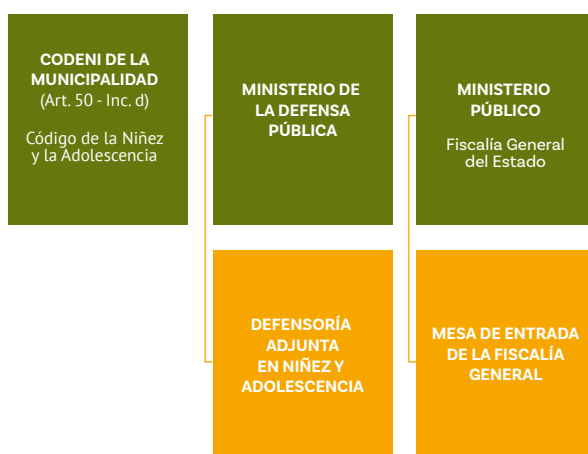 CODENI DE LA
MUNICIPALIDAD
(Art. 50 - Inc. d)
Código de la Niñez
y la Adolescencia
MINISTERIO DE
LA DEFENSA
PÚBLICA
MINISTERIO
PÚBLICO
Fiscalía General
del Estado
DEFENSORÍA
ADJUNTA
EN NIÑEZ Y
ADOLESCENCIA
MESA DE ENTRADA
DE LA FISCALÍA
GENERAL